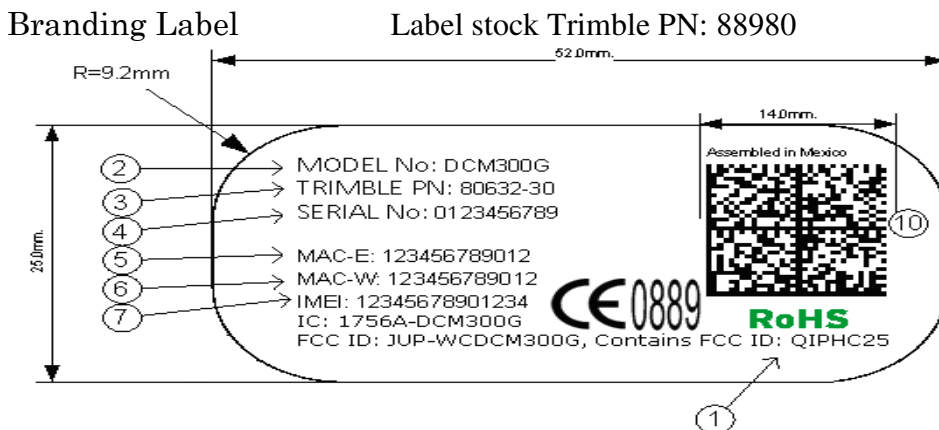 Branding Label
Label stock Trimble PN: 88980
52.0mm.
R=9.2mm
14.0mm.
Assembled in Mexico
2
MODEL No: DCM300G
3
TRIMBLE PN: 80632-30
4
SERIAL No: 0123456789
10
25.0mm.
5
MAC-E: 123456789012
6
MAC-W: 123456789012
7
IMEI: 12345678901234
CE 0889
RoHS
IC: 1756A-DCM300G
FCC ID: JUP-WCDCM300G, Contains FCC ID: QIPHC25
1